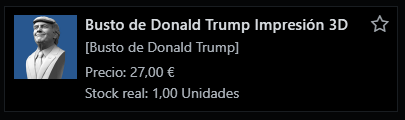 Busto de Donald Trump Impresión 3D
[Busto de Donald Trump]
Precio: 27,00 €
Stock real: 1,00 Unidades